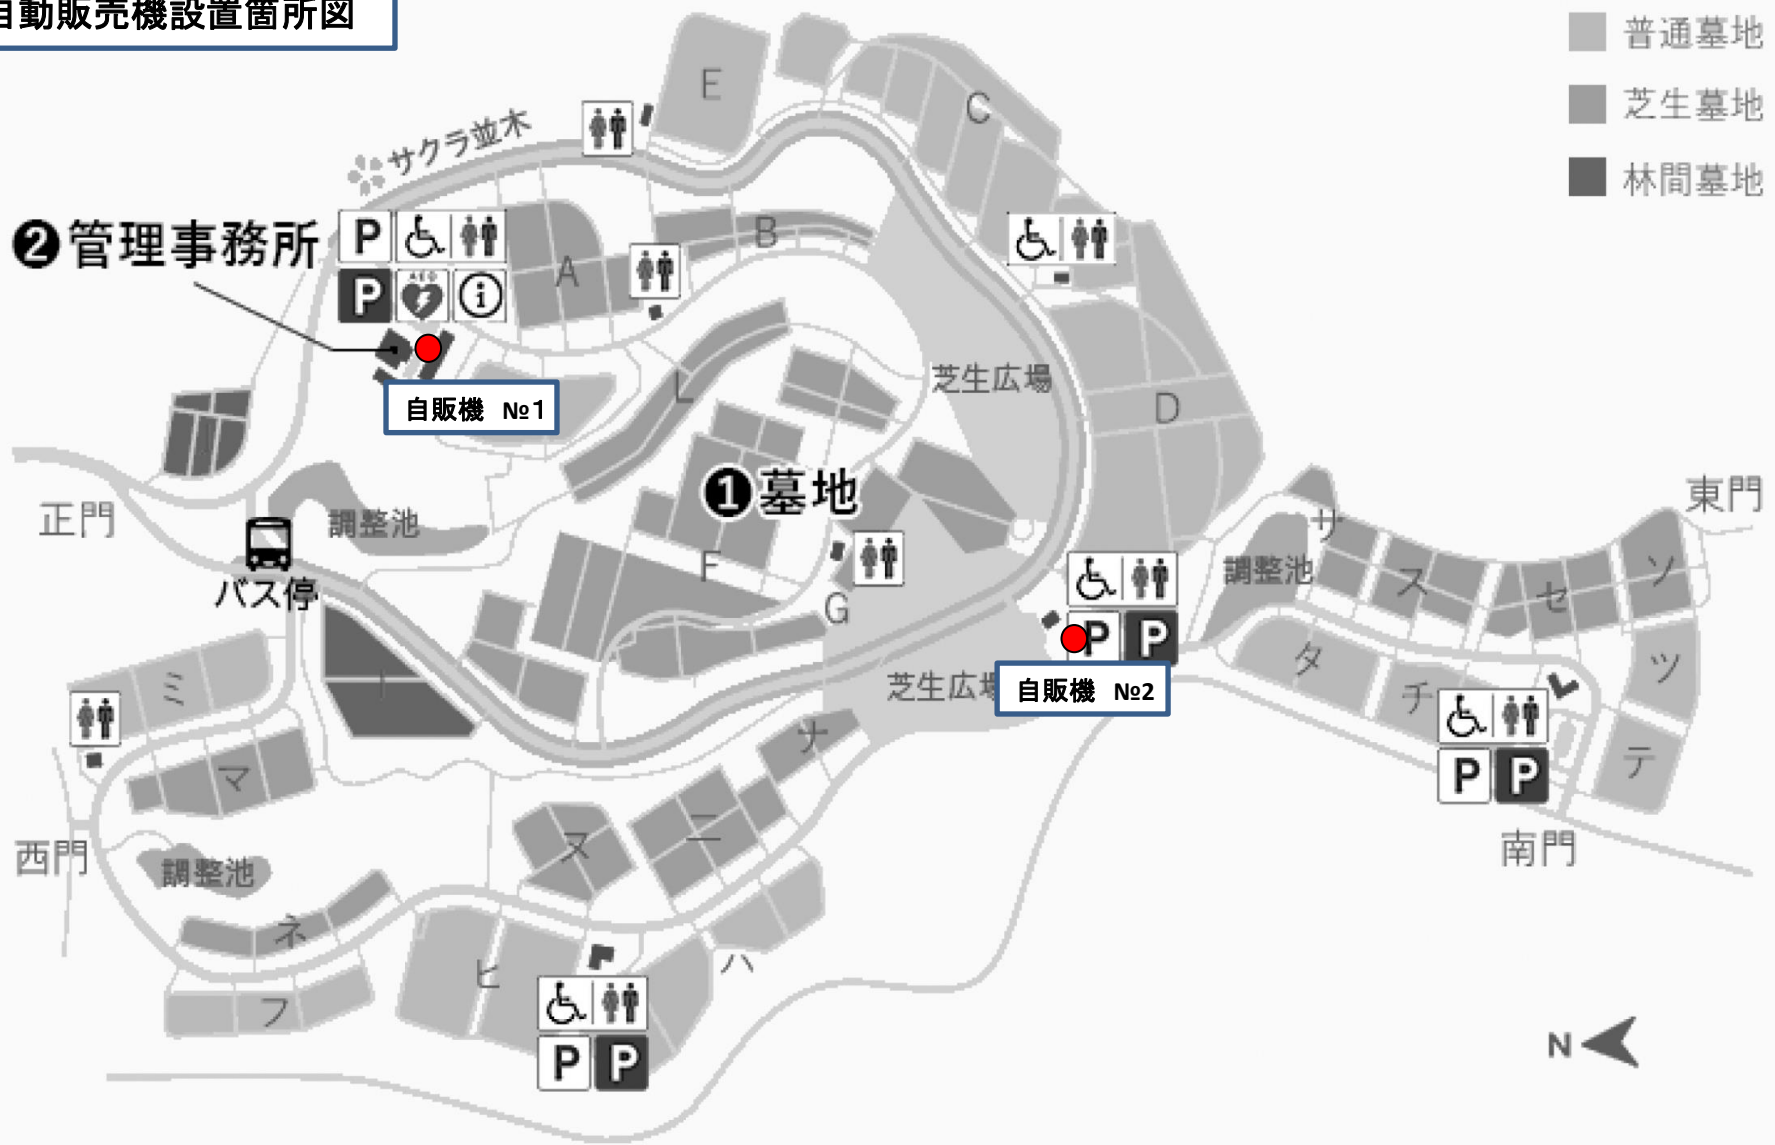 自動販売機設置箇所図
普通墓地
芝生墓地
林間墓地
E
C
サクラ並木
❷管理事務所
P
P
AED
i
A
B
自販機 №1
L
芝生広場
D
❶墓地
正門
調整池
バス停
F
G
P
P
芝生広場
自販機 №2
調整池
サ
ス
セ
ソ
東門
タ
チ
ツ
テ
P
P
南門
ミ
I
マ
西門
調整池
ナ
ニ
ヌ
ネ
ハ
ヒ
フ
P
P
N